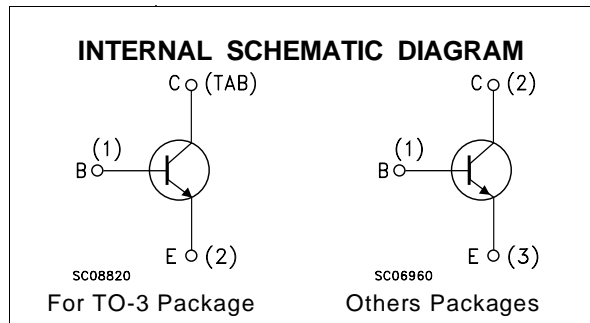 INTERNAL SCHEMATIC DIAGRAM
C (TAB)
C (2)
(1)
(1)
B
B
E (2)
E (3)
SC08820
SC06960
For TO-3 Package
Others Packages